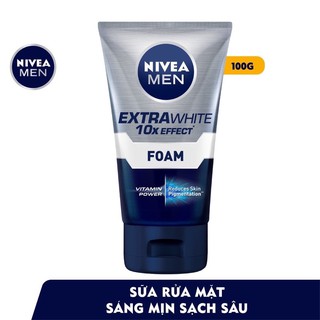 NIVEA
MEN
100G
NIVEA
MEN
EXTRAWHITE
10x EFFECT*
FOAM
VITAMIN
POWER
Reduces Skin
Pigmentation**
SỮA RỬA MẶT
SÁNG MỊN SẠCH SÂU